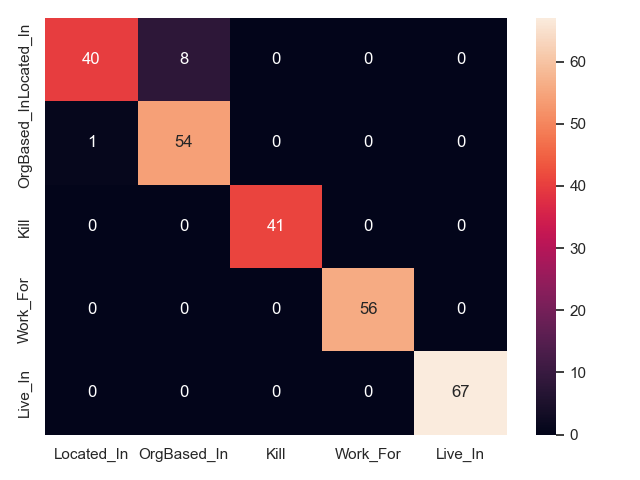 Located_In 40 8 0 0 0
OrgBased_In 1 54 0 0 0
Kill 0 0 41 0 0
Work_For 0 0 0 56 0
Live_In 0 0 0 0 67
Located_In OrgBased_In Kill Work_For Live_In
60
50
40
30
20
10
0